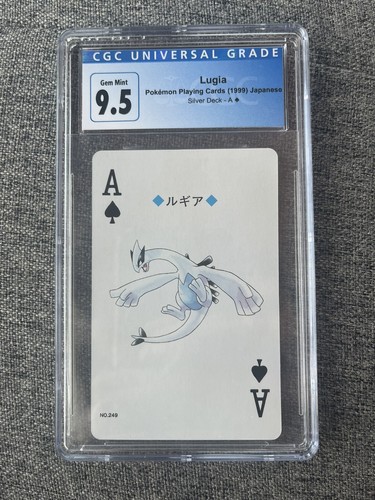 CGC UNIVERSAL GRADE
Gem Mint
9.5
Lugia
Pokémon Playing Cards (1999) Japanese
Silver Deck - A ◆
A
◆ルギア◆
NO.249
A